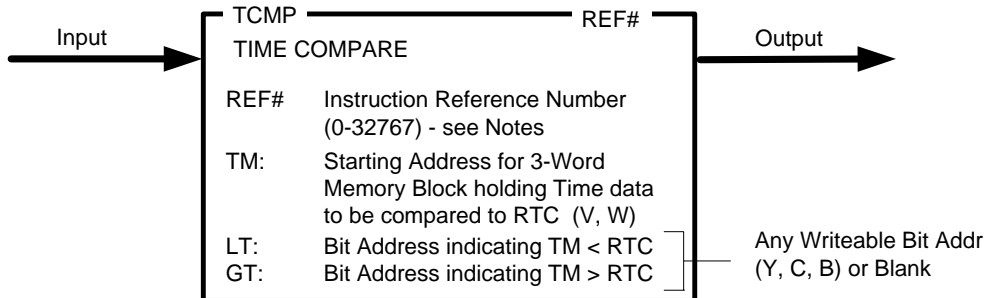 TCMP REF#
Input
TIME COMPARE
Output
REF# Instruction Reference Number
(0-32767) - see Notes
TM: Starting Address for 3-Word
Memory Block holding Time data
to be compared to RTC (V, W)
LT: Bit Address indicating TM < RTC
GT: Bit Address indicating TM > RTC
Any Writeable Bit Addr
(Y, C, B) or Blank